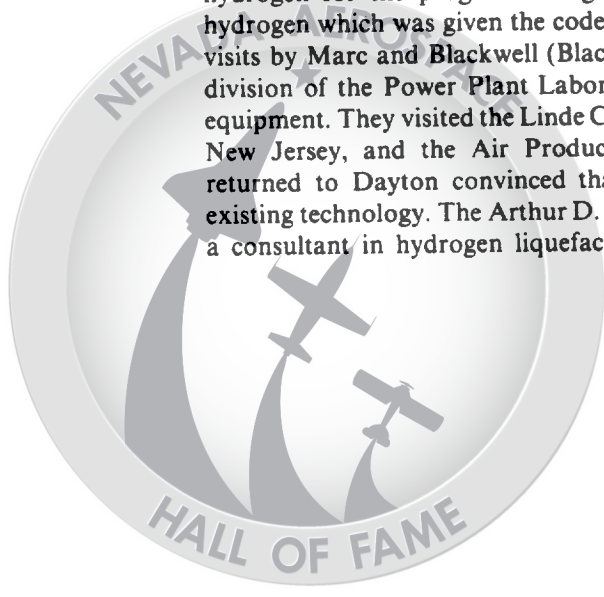 hydrogen which was given the code
visits by Marc and Blackwell (Blac
division of the Power Plant Labor
equipment. They visited the Linde C
New Jersey, and the Air Produc
returned to Dayton convinced tha
existing technology. The Arthur D.
a consultant in hydrogen liquefac
NEVADA AEROSPACE
HALL OF FAME